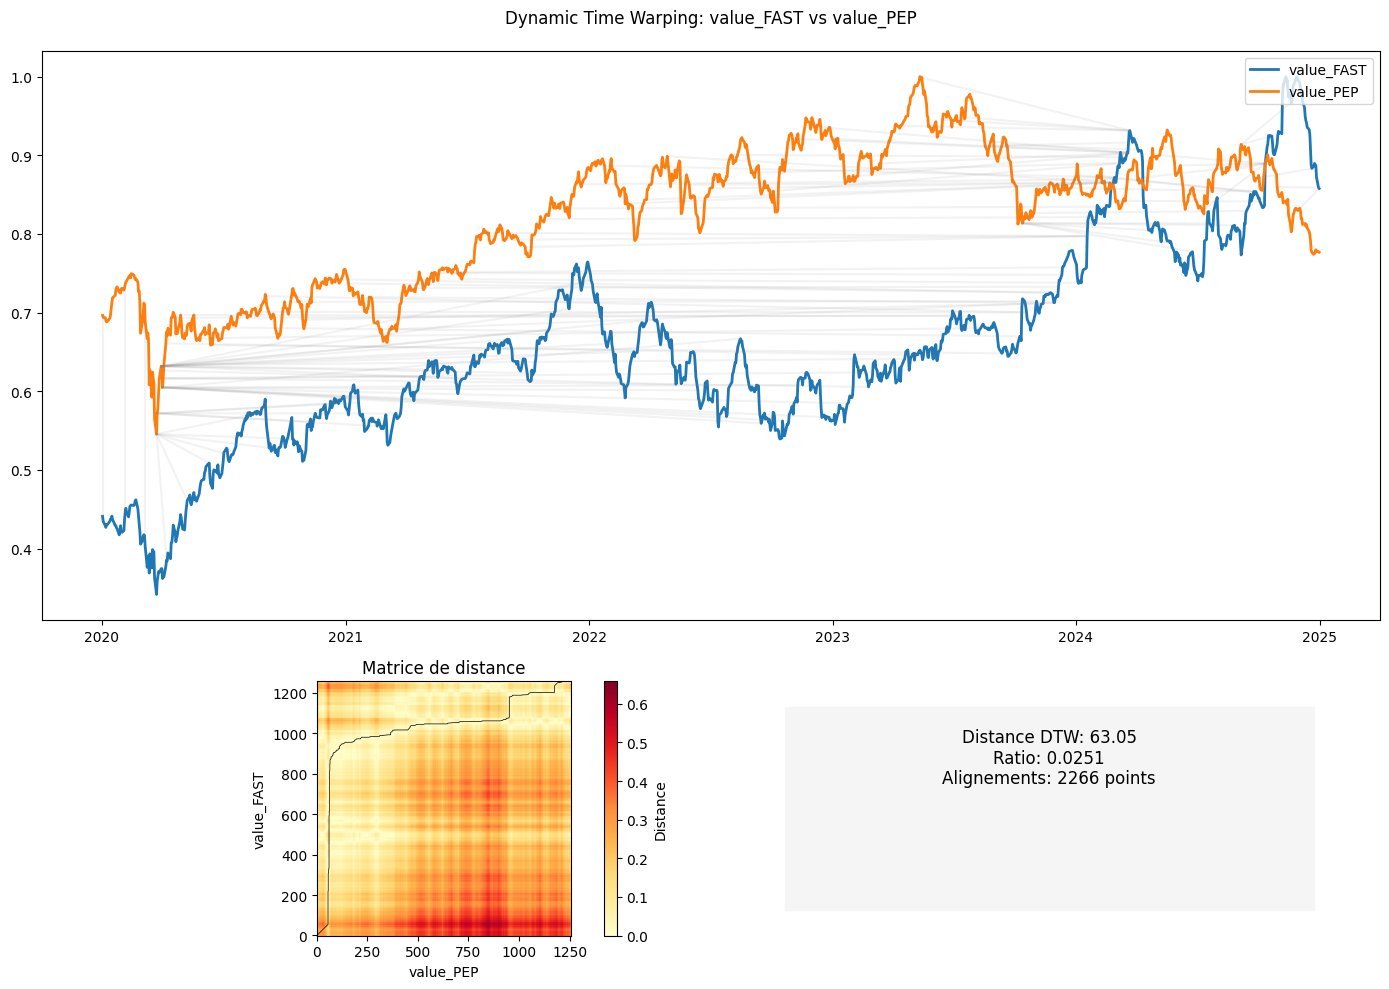 Dynamic Time Warping: value_FAST vs value_PEP
1.0
0.9
0.8
0.7
0.6
0.5
0.4
value_FAST
value_PEP
2020 2021 2022 2023 2024 2025
Matrice de distance
1200
1000
800
600
400
200
0
value_FAST
0 250 500 750 1000 1250
value_PEP
0.6
0.5
0.4
0.3
0.2
0.1
0.0
Distance
Distance DTW: 63.05
Ratio: 0.0251
Alignements: 2266 points